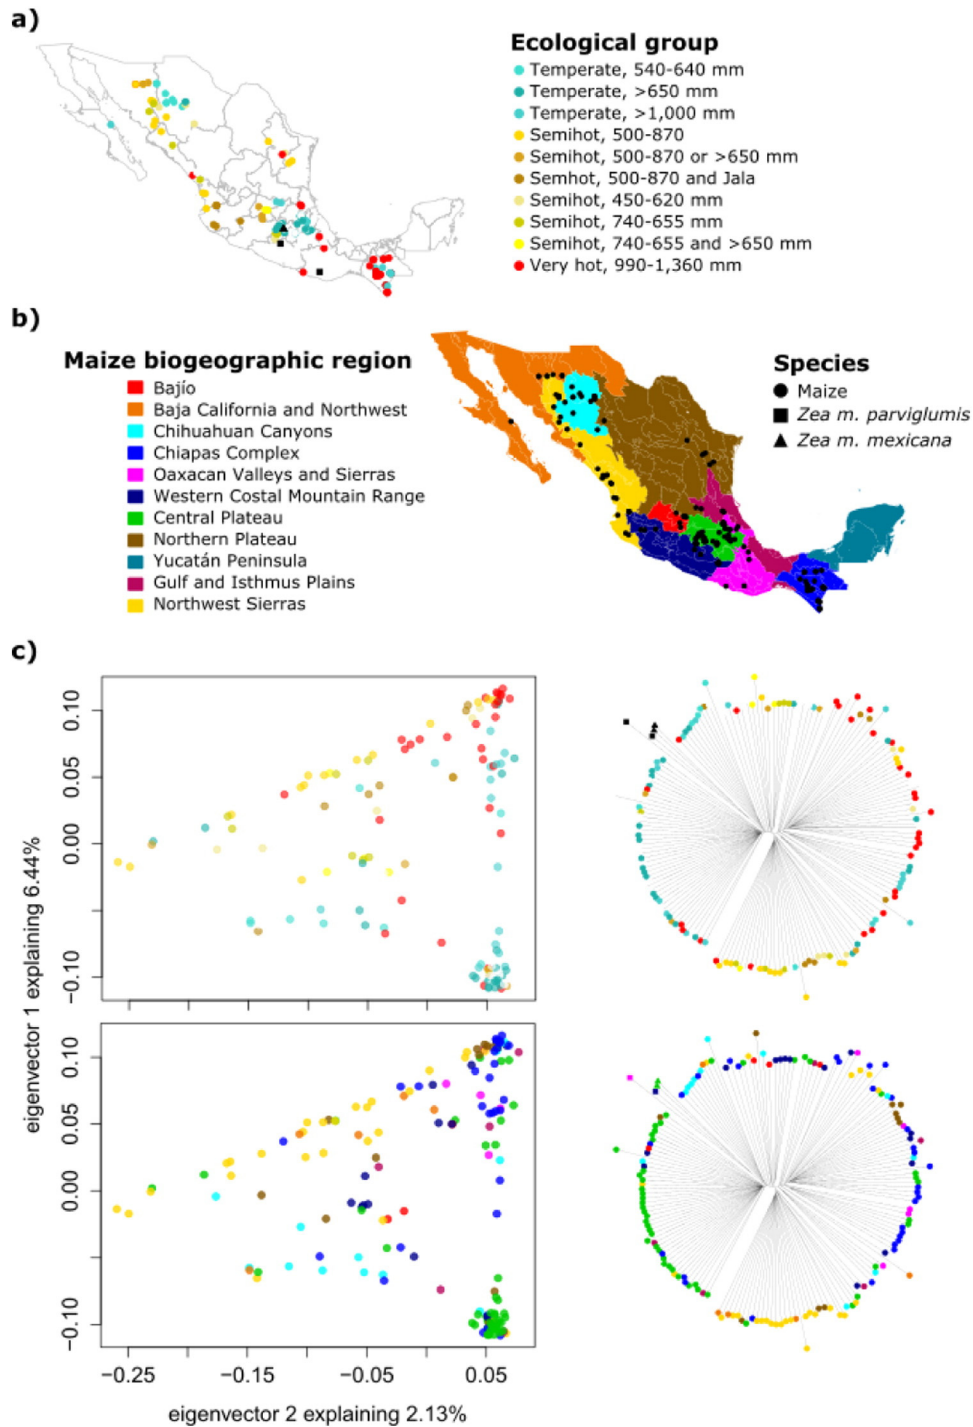 a)
Ecological group
Temperate, 540-640 mm
Temperate, >650 mm
Temperate, >1,000 mm
Semihot, 500-870
Semihot, 500-870 or >650 mm
Semhot, 500-870 and Jala
Semihot, 450-620 mm
Semihot, 740-655 mm
Semihot, 740-655 and >650 mm
Very hot, 990-1,360 mm
b)
Maize biogeographic region
Bajío
Baja California and Northwest
Chihuahuan Canyons
Chiapas Complex
Oaxacan Valleys and Sierras
Western Costal Mountain Range
Central Plateau
Northern Plateau
Yucatán Peninsula
Gulf and Isthmus Plains
Northwest Sierras
Species
Maize
Zea m. parviglumis
Zea m. mexicana
c)
eigenvector 1 explaining 6.44%
0.10
0.05
0.00
−0.10
0.10
0.05
0.00
−0.10
−0.25
−0.15
−0.05
0.05
eigenvector 2 explaining 2.13%